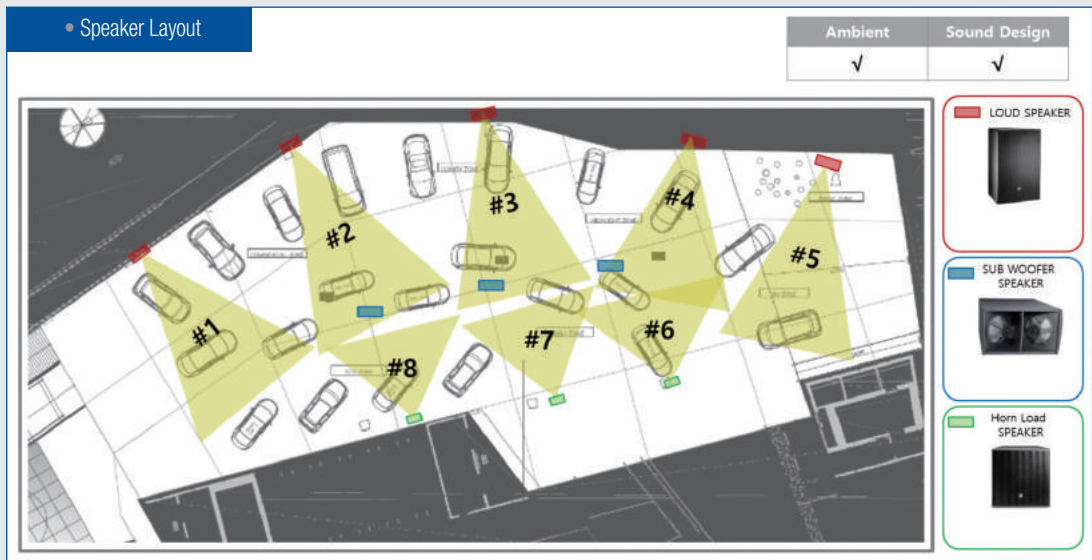 • Speaker Layout
Ambient
Sound Design
√
√
LOUD SPEAKER
SUB WOOFER
SPEAKER
Horn Load
SPEAKER
#1
#2
#3
#4
#5
#6
#7
#8